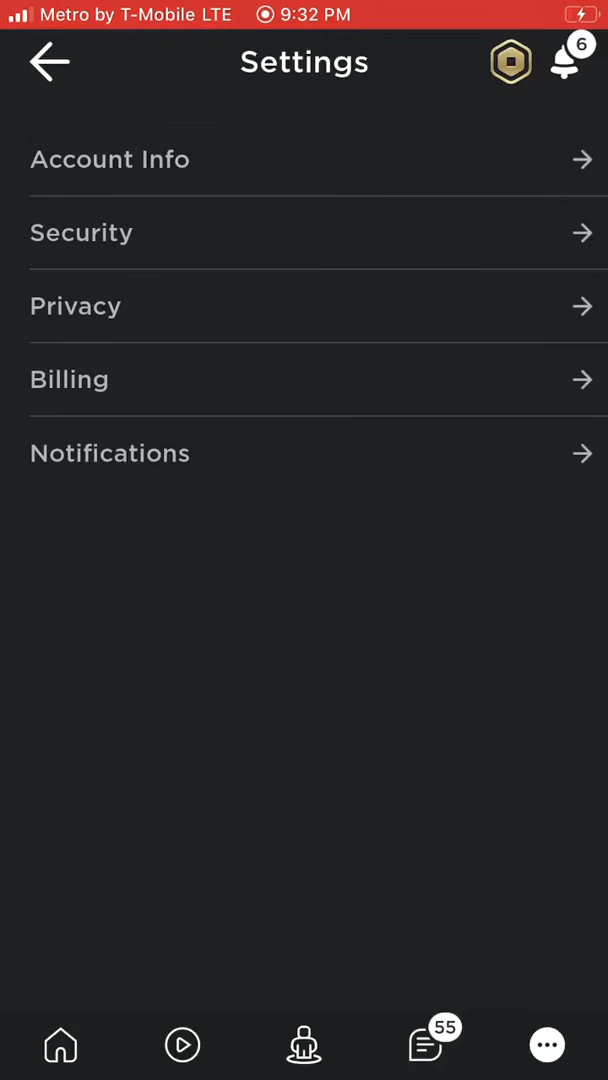 Metro by T-Mobile LTE 9:32 PM
6
Settings
Account Info
Security
Privacy
Billing
Notifications
55